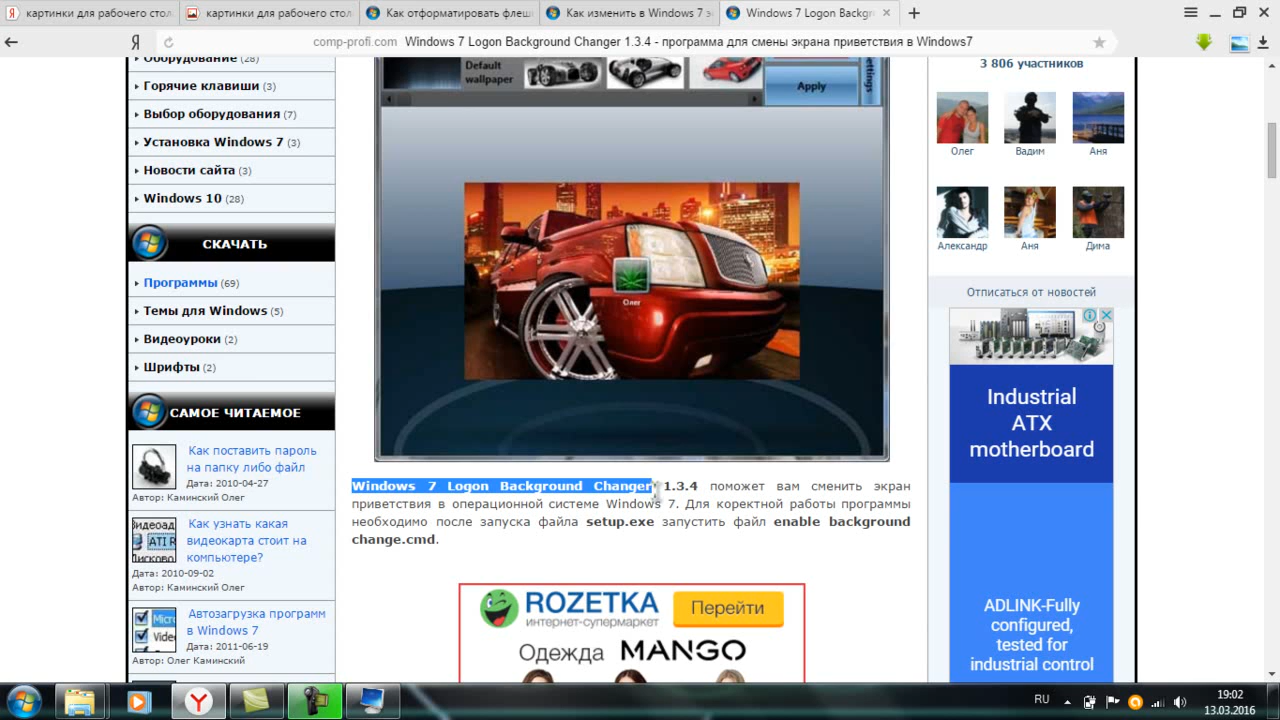 картинки для рабочего стол
картинки для рабочего стол
Как отформатировать флеш
Как изменить в Windows 7 э
Windows 7 Logon Backgr
comp-profi.com Windows 7 Logon Background Changer 1.3.4 - программа для смены экрана приветствия в Windows7
Оборудование (28)
Горячие клавиши (3)
Выбор оборудования (7)
Установка Windows 7 (3)
Новости сайта (3)
Windows 10 (28)
СКАЧАТЬ
Программы (69)
Темы для Windows (5)
Видеоуроки (2)
Шрифты (2)
САМОЕ ЧИТАЕМОЕ
Как поставить пароль
на папку либо файл
Дата: 2010-04-27
Автор: Каминский Олег
Как узнать какая
видеокарта стоит на
компьютере?
Дата: 2010-09-02
Автор: Каминский Олег
Автозагрузка программ
в Windows 7
Дата: 2011-06-19
Автор: Олег Каминский
Default
wallpaper
Apply
ettings
Олег
Windows 7 Logon Background Changer 1.3.4 поможет вам сменить экран
приветствия в операционной системе Windows 7. Для коректной работы программы
необходимо после запуска файла setup.exe запустить файл enable background
change.cmd.
ROZETKA
интернет-супермаркет
Перейти
Одежда MANGO
3 806 участников
Олег Вадим Аня
Александр Аня Дима
Отписаться от новостей
Industrial
ATX
motherboard
ADLINK-Fully
configured,
tested for
industrial control
RU
19:02
13.03.2016